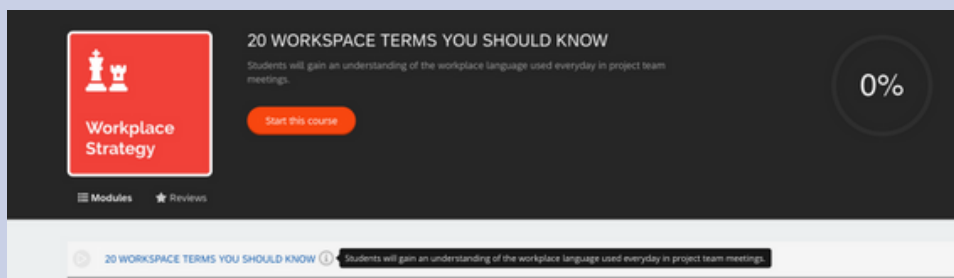 20 WORKSPACE TERMS YOU SHOULD KNOW
Students will gain an understanding of the workplace language used everyday in project team
meetings.
Start this course
0%
Workplace
Strategy
Modules
Reviews
20 WORKSPACE TERMS YOU SHOULD KNOW
Students will gain an understanding of the workplace language used everyday in project team meetings.